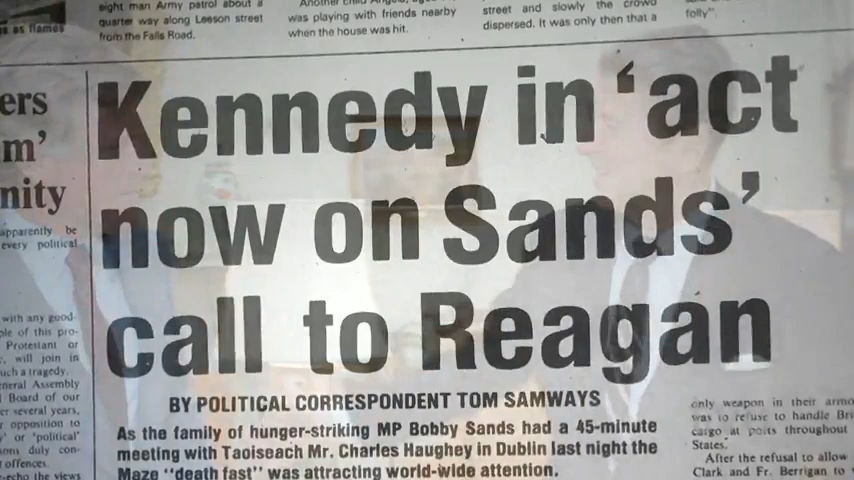 eight man Army patrol about a
quarter way along Leeson street
from the Falls Road.
was playing with friends nearby
when the house was hit.
street and slowly the crowd
dispersed. It was only then that a
folly".
as flames
ers
m'
nity
apparently be
every political
with any good-
ple of this pro-
Protestant or
will join in
such a tragedy.
neral Assembly
Board of our
er several years,
opposition to
or 'political'
ons duly con-
offences.
-echo the views
Kennedy in 'act
now on Sands'
call to Reagan
BY POLITICAL CORRESPONDENT TOM SAMWAYS
As the family of hunger-striking MP Bobby Sands had a 45-minute
meeting with Taoiseach Mr. Charles Haughey in Dublin last night the
Maze "death fast" was attracting world-wide attention.
only weapon in their armo
was to refuse to handle Bri
cargo at ports throughout
States.
After the refusal to allow
Clark and Fr. Berrigan to